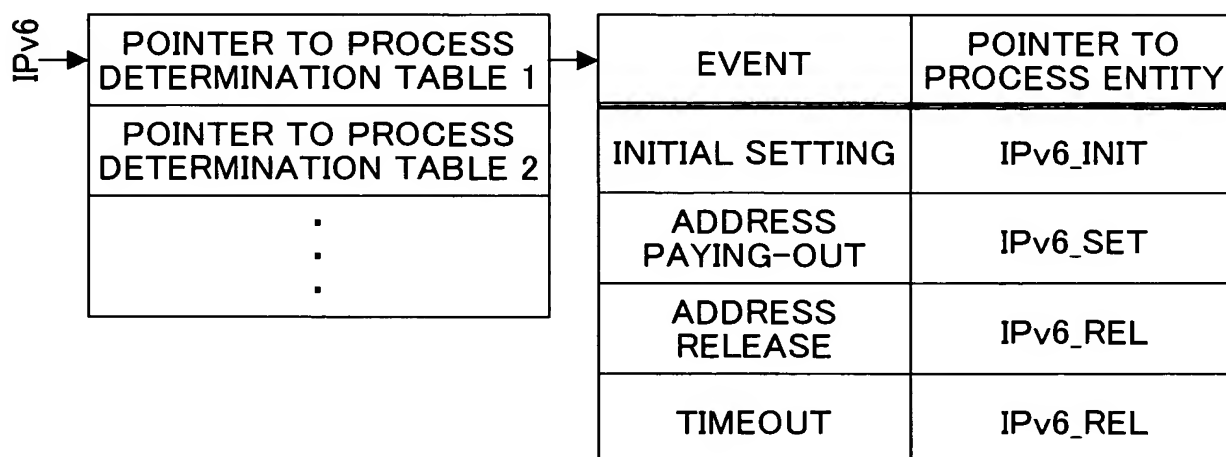 IPv6
POINTER TO PROCESS
DETERMINATION TABLE 1
POINTER TO PROCESS
DETERMINATION TABLE 2
EVENT
POINTER TO
PROCESS ENTITY
INITIAL SETTING
IPv6_INIT
ADDRESS
PAYING-OUT
IPv6_SET
ADDRESS
RELEASE
IPv6_REL
TIMEOUT
IPv6_REL